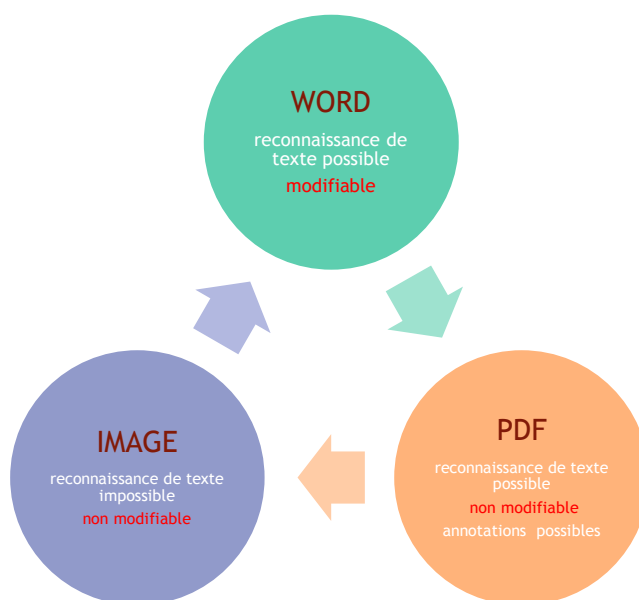 WORD
reconnaissance de
texte possible
modifiable
IMAGE
reconnaissance de texte
impossible
non modifiable
PDF
reconnaissance de texte
possible
non modifiable
annotations possibles